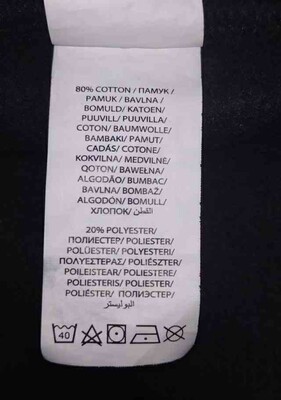 80% COTTON / ПАМУК /
PAMUK / BAVLNA /
BOMULD/ KATOEN/
PUUVILL/ PUUVILLA/
COTON/ BAUMWOLLE/
BAMBAKI/ PAMUT/
CADÁS/ COTONE/
KOKVILNA/ MEDVILNĖ/
QOTON/ BAWEŁNA/
ALGODÃO/ BUMBAC/
BAVLNA/ BOMBAŽ/
ALGODÓN/ BOMULL/
ХЛОПОК/ القطن/
20% POLYESTER/
ПОЛИЕСТЕР/ POLIESTER/
POLÜESTER/ POLYESTERI/
ΠΟΛΥΕΣΤΕΡΑΣ/ POLIÉSZTER/
POILEISTEAR/ POLIESTERE/
POLIESTERIS/ POLIESTER/
POLIÉSTER/ ПОЛИЭСТЕР/
البوليستر
40